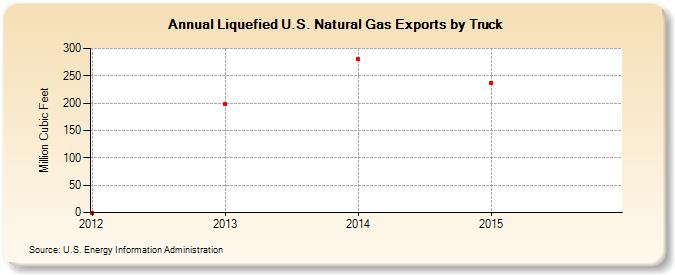 Annual Liquefied U.S. Natural Gas Exports by Truck
Million Cubic Feet
300
250
200
150
100
50
0
2012 2013 2014 2015
Source: U.S. Energy Information Administration